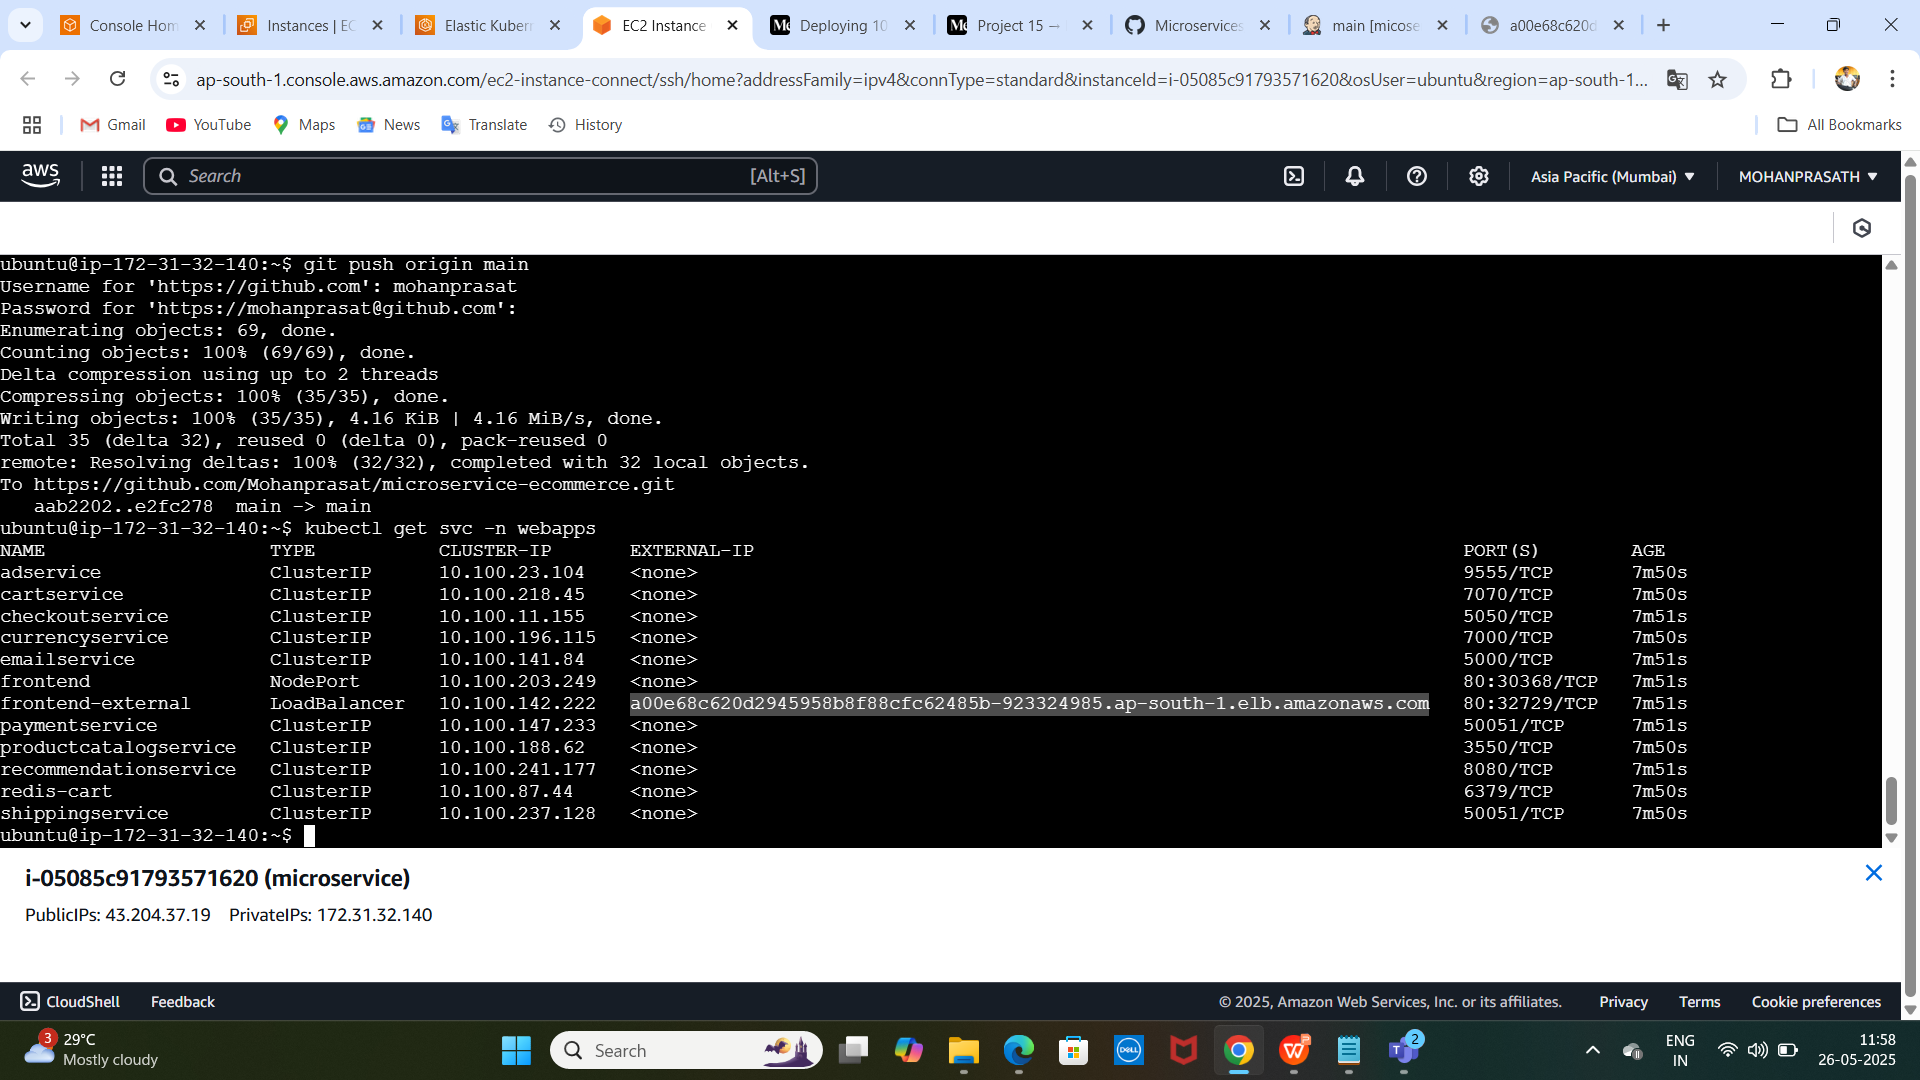 Console Hom
Instances | EC
Elastic Kubern
EC2 Instance
Deploying 10
Project 15 —
Microservices
main [micose
a00e68c620d
ap-south-1.console.aws.amazon.com/ec2-instance-connect/ssh/home?addressFamily=ipv4&connType=standard&instanceId=i-05085c91793571620&osUser=ubuntu&region=ap-south-1...
Gmail YouTube Maps News Translate History All Bookmarks
aws Search [Alt+S] Asia Pacific (Mumbai) MOHANPRASATH
ubuntu@ip-172-31-32-140:~$ git push origin main
Username for 'https://github.com': mohanprasat
Password for 'https://mohanprasat@github.com':
Enumerating objects: 69, done.
Counting objects: 100% (69/69), done.
Delta compression using up to 2 threads
Compressing objects: 100% (35/35), done.
Writing objects: 100% (35/35), 4.16 KiB | 4.16 MiB/s, done.
Total 35 (delta 32), reused 0 (delta 0), pack-reused 0
remote: Resolving deltas: 100% (32/32), completed with 32 local objects.
To https://github.com/Mohanprasat/microservice-ecommerce.git
aab2202..e2fc278 main -> main
ubuntu@ip-172-31-32-140:~$ kubectl get svc -n webapps
NAME TYPE CLUSTER-IP EXTERNAL-IP PORT(S) AGE
adservice ClusterIP 10.100.23.104 <none> 9555/TCP 7m50s
cartservice ClusterIP 10.100.218.45 <none> 7070/TCP 7m50s
checkoutservice ClusterIP 10.100.11.155 <none> 5050/TCP 7m51s
currencyservice ClusterIP 10.100.196.115 <none> 7000/TCP 7m50s
emailservice ClusterIP 10.100.141.84 <none> 5000/TCP 7m51s
frontend NodePort 10.100.203.249 <none> 80:30368/TCP 7m51s
frontend-external LoadBalancer 10.100.142.222 a00e68c620d2945958b8f88cfc62485b-923324985.ap-south-1.elb.amazonaws.com 80:32729/TCP 7m51s
paymentservice ClusterIP 10.100.147.233 <none> 50051/TCP 7m51s
productcatalogservice ClusterIP 10.100.188.62 <none> 3550/TCP 7m50s
recommendationservice ClusterIP 10.100.241.177 <none> 8080/TCP 7m51s
redis-cart ClusterIP 10.100.87.44 <none> 6379/TCP 7m50s
shippingservice ClusterIP 10.100.237.128 <none> 50051/TCP 7m50s
ubuntu@ip-172-31-32-140:~$
i-05085c91793571620 (microservice)
PublicIPs: 43.204.37.19 PrivateIPs: 172.31.32.140
CloudShell Feedback © 2025, Amazon Web Services, Inc. or its affiliates. Privacy Terms Cookie preferences
3 29°C
Mostly cloudy
Search
DELL
2
ENG
IN
11:58
26-05-2025